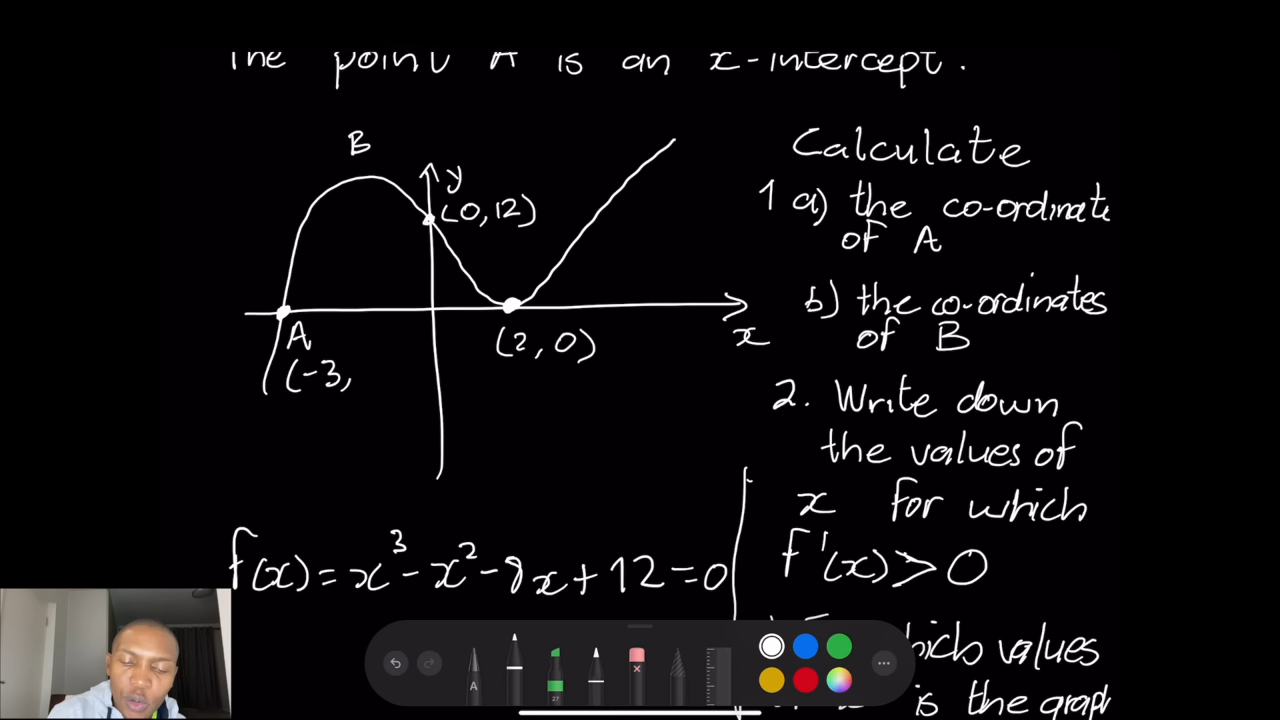 The point A is an x-intercept.
B
y
(0,12)
A
(-3,
(2,0)
x
Calculate
1 a) the co-ordinate
of A
b) the co-ordinates
of B
2. Write down
the values of
x for which
f'(x) > 0
values
is the graph
f(x) = x³ - x² - 8x + 12 = 0
A
27